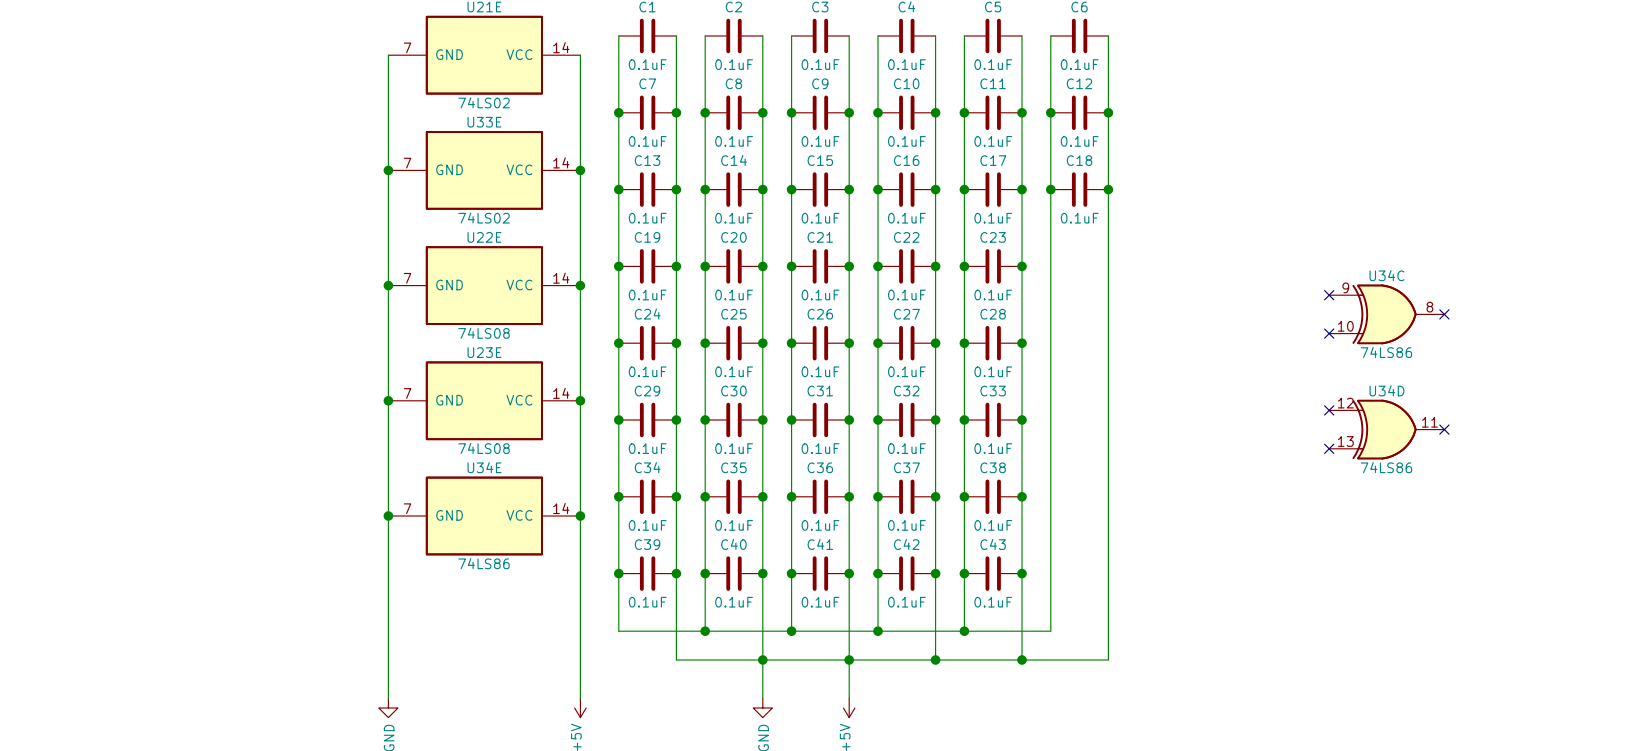 U21E
7 GND VCC 14
74LS02
U33E
7 GND VCC 14
74LS02
U22E
7 GND VCC 14
74LS08
U23E
7 GND VCC 14
74LS08
U34E
7 GND VCC 14
74LS86
GND +5V
C1 C2 C3 C4 C5 C6
0.1uF 0.1uF 0.1uF 0.1uF 0.1uF 0.1uF
C7 C8 C9 C10 C11 C12
0.1uF 0.1uF 0.1uF 0.1uF 0.1uF 0.1uF
C13 C14 C15 C16 C17 C18
0.1uF 0.1uF 0.1uF 0.1uF 0.1uF 0.1uF
C19 C20 C21 C22 C23
0.1uF 0.1uF 0.1uF 0.1uF 0.1uF
C24 C25 C26 C27 C28
0.1uF 0.1uF 0.1uF 0.1uF 0.1uF
C29 C30 C31 C32 C33
0.1uF 0.1uF 0.1uF 0.1uF 0.1uF
C34 C35 C36 C37 C38
0.1uF 0.1uF 0.1uF 0.1uF 0.1uF
C39 C40 C41 C42 C43
0.1uF 0.1uF 0.1uF 0.1uF 0.1uF
GND +5V
U34C
9
8
10
74LS86
U34D
12
11
13
74LS86